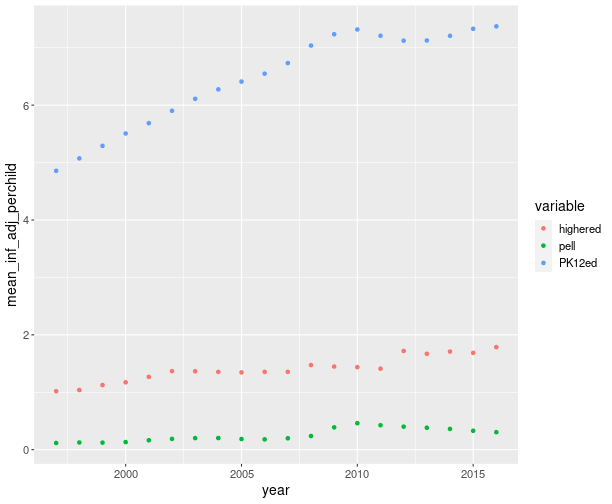 mean_inf_adj_perchild
6
4
2
0
2000
2005
2010
2015
year
variable
highered
pell
PK12ed